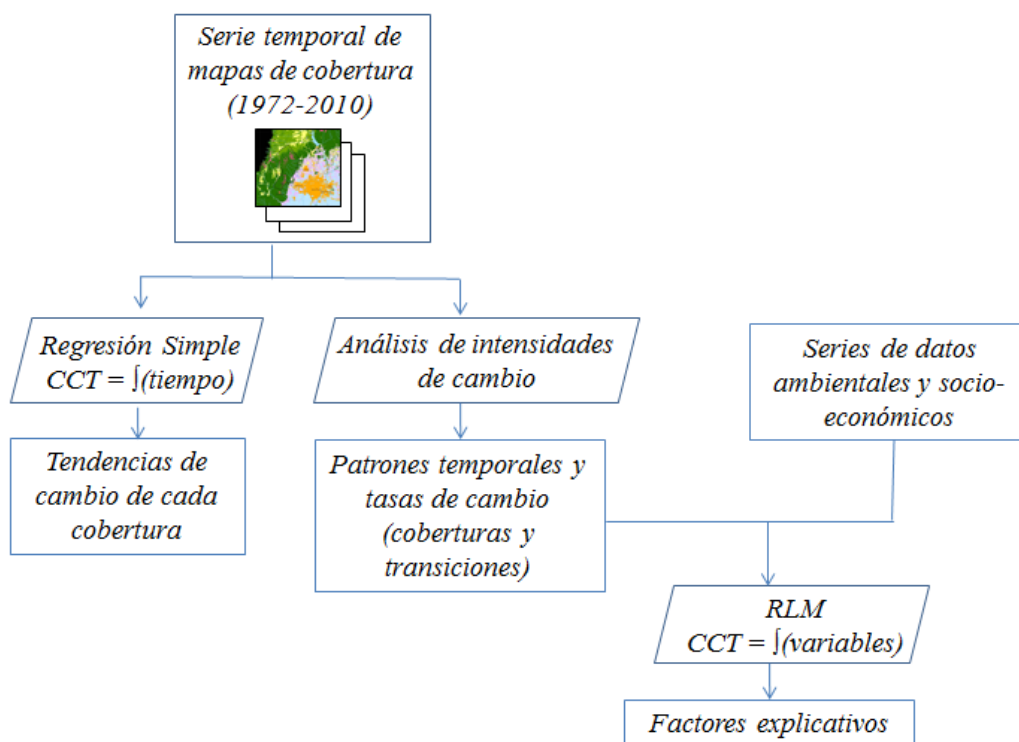 Serie temporal de
mapas de cobertura
(1972-2010)
Regresión Simple
CCT = ∫(tiempo)
Análisis de intensidades
de cambio
Series de datos
ambientales y socio-
económicos
Tendencias de
cambio de cada
cobertura
Patrones temporales y
tasas de cambio
(coberturas y
transiciones)
RLM
CCT = ∫(variables)
Factores explicativos